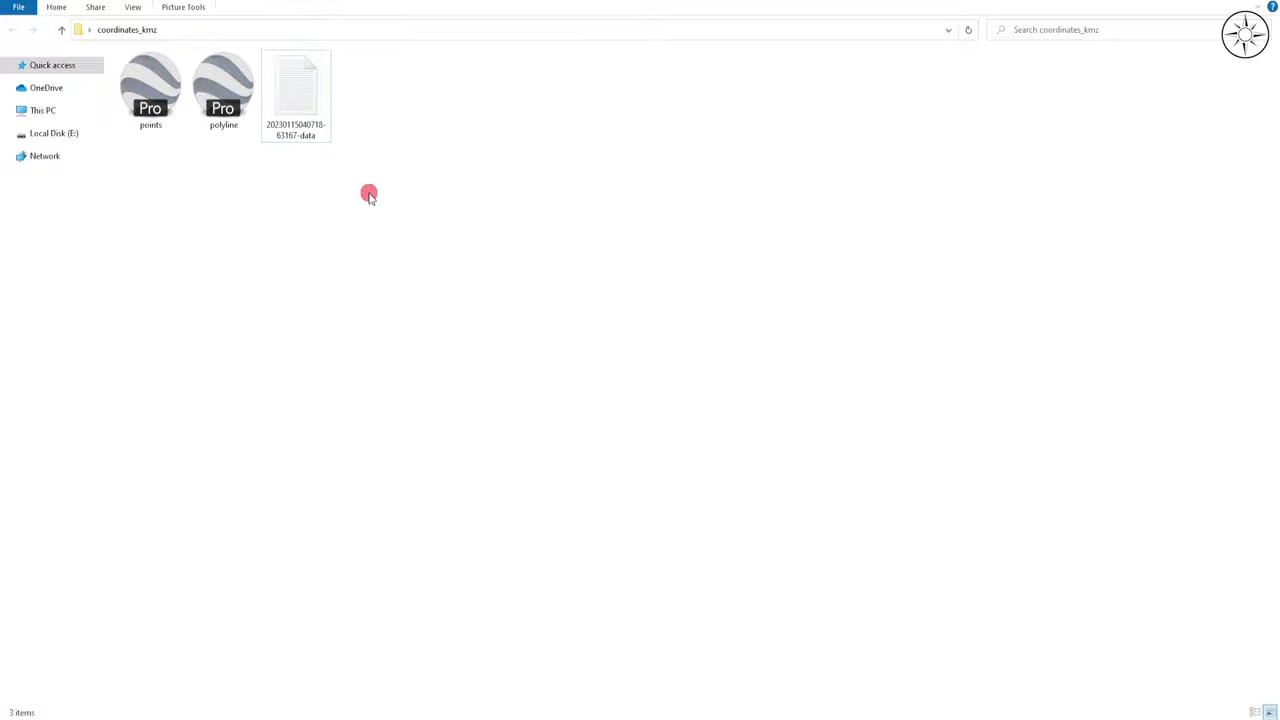 File Home Share View Picture Tools
coordinates_kmz
Search coordinates_kmz
Quick access
OneDrive
This PC
Local Disk (E:)
Network
Pro
points
Pro
polyline
20230115040718-
63167-data
3 items